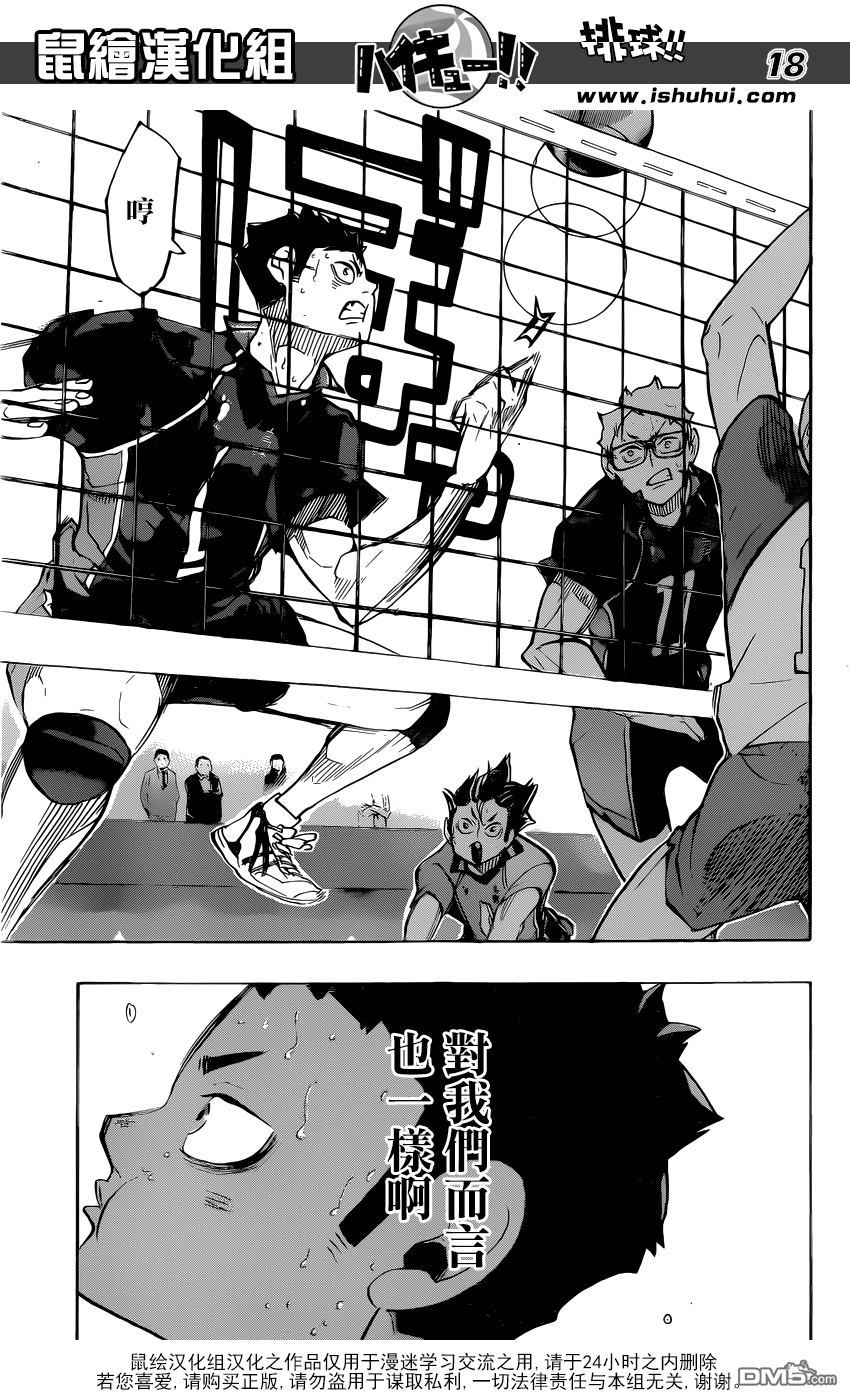 鼠繪漢化組
ハイキュー!!
排球!!
18
www.ishuhui.com
哼
11
1
對我們而言
也一樣啊
鼠绘汉化组汉化之作品仅用于漫迷学习交流之用, 请于24小时之内删除
若您喜爱, 请购买正版, 请勿用于谋取私利, 一切法律责任与本组无关, 谢谢。
DM5.com